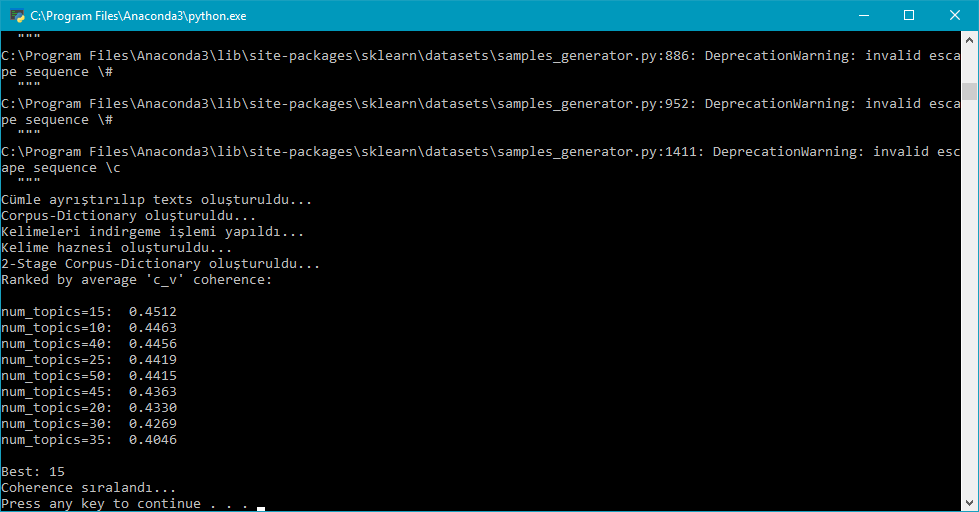 C:\Program Files\Anaconda3\python.exe
"""
C:\Program Files\Anaconda3\lib\site-packages\sklearn\datasets\samples_generator.py:886: DeprecationWarning: invalid esca
pe sequence \#
"""
C:\Program Files\Anaconda3\lib\site-packages\sklearn\datasets\samples_generator.py:952: DeprecationWarning: invalid esca
pe sequence \#
"""
C:\Program Files\Anaconda3\lib\site-packages\sklearn\datasets\samples_generator.py:1411: DeprecationWarning: invalid esc
ape sequence \c
"""
Cümle ayrıştırılıp texts oluşturuldu...
Corpus-Dictionary oluşturuldu...
Kelimeleri indirgeme işlemi yapıldı...
Kelime haznesi oluşturuldu...
2-Stage Corpus-Dictionary oluşturuldu...
Ranked by average 'c_v' coherence:
num_topics=15:  0.4512
num_topics=10:  0.4463
num_topics=40:  0.4456
num_topics=25:  0.4419
num_topics=50:  0.4415
num_topics=45:  0.4363
num_topics=20:  0.4330
num_topics=30:  0.4269
num_topics=35:  0.4046
Best: 15
Coherence sıralandı...
Press any key to continue . . .